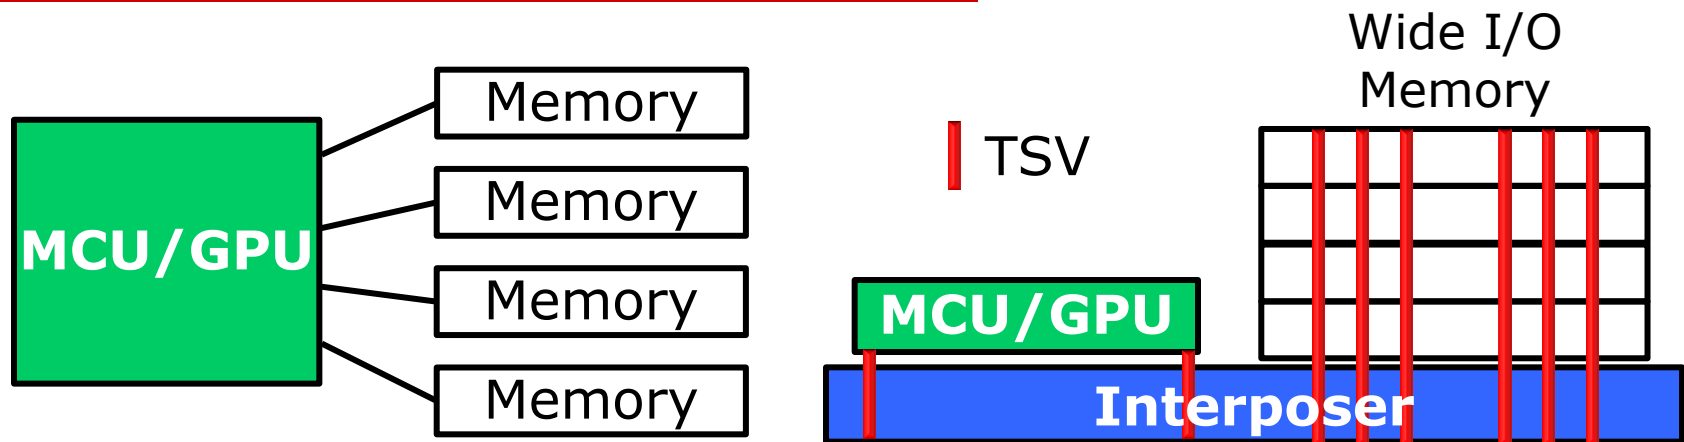 MCU/GPU
Memory
Memory
Memory
Memory
TSV
MCU/GPU
Wide I/O
Memory
Interposer